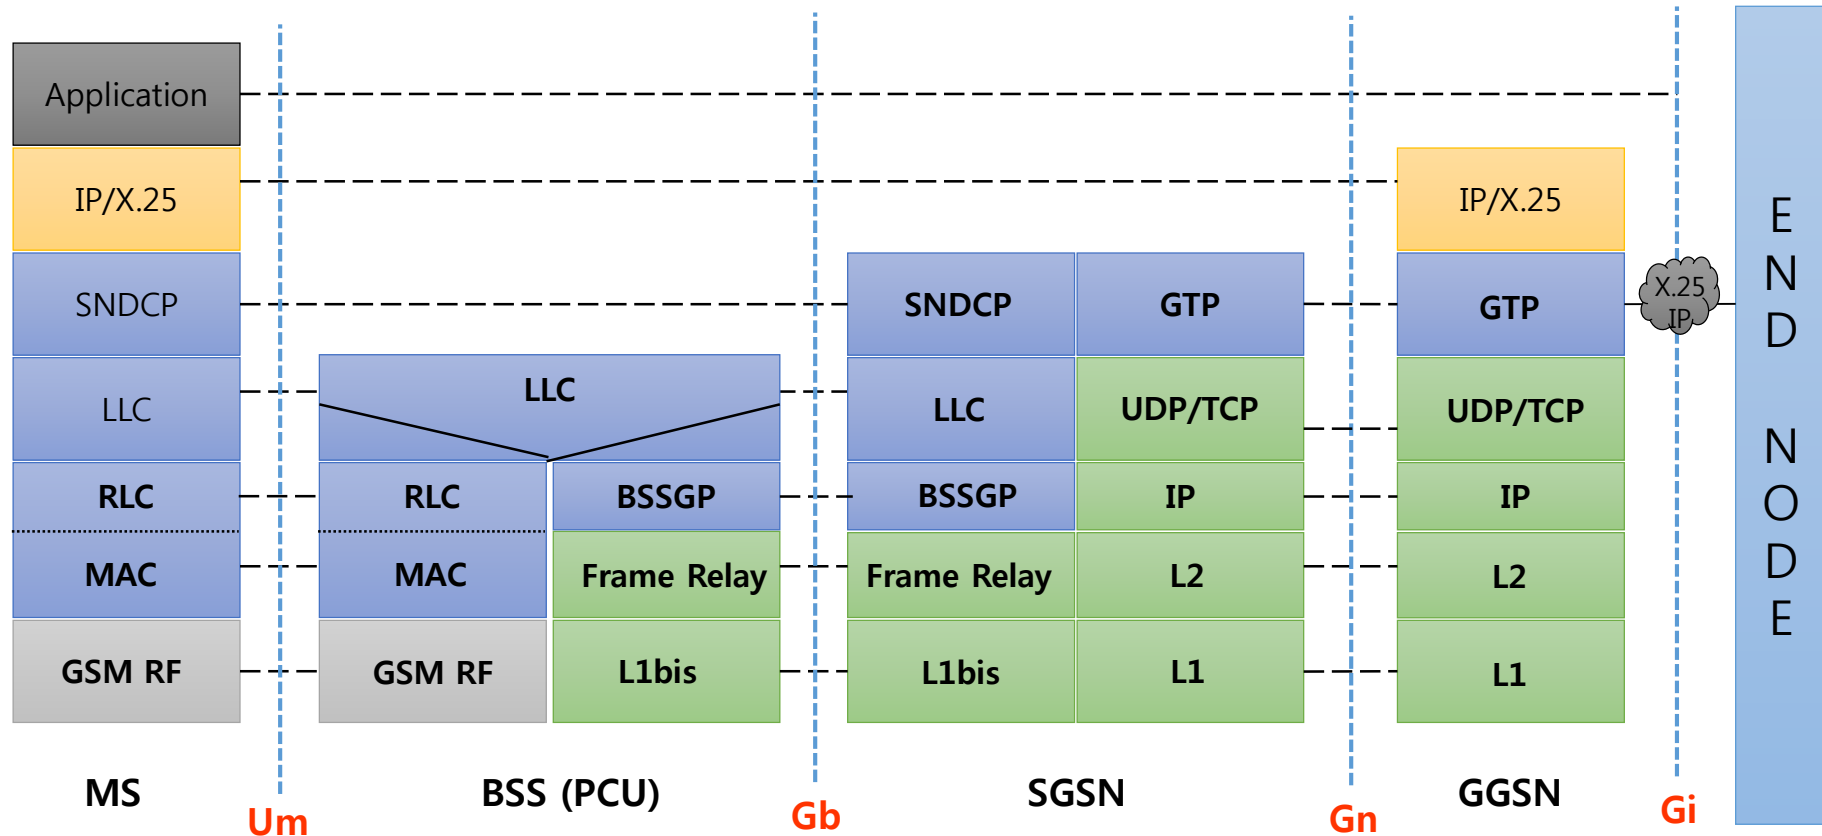 Application
IP/X.25
IP/X.25
SNDCP
SNDCP
GTP
GTP
X.25
IP
LLC
LLC
LLC
UDP/TCP
UDP/TCP
RLC
RLC
BSSGP
BSSGP
IP
IP
MAC
MAC
Frame Relay
Frame Relay
L2
L2
GSM RF
GSM RF
L1bis
L1bis
L1
L1
MS
BSS (PCU)
SGSN
GGSN
Um
Gb
Gn
Gi
E
N
D
N
O
D
E